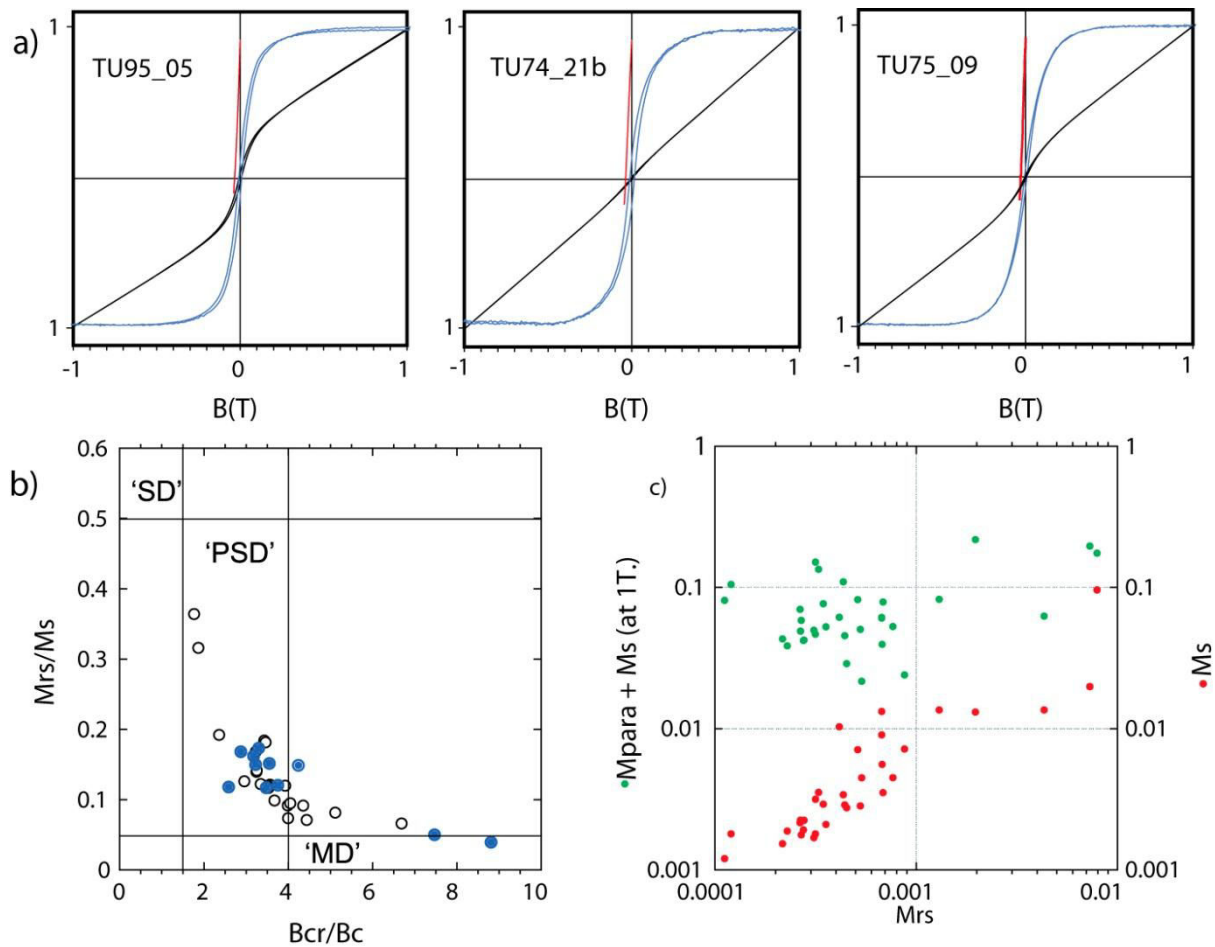 a)
1
TU95_05
1
-1
0
1
B(T)
TU74_21b
1
1
-1
0
1
B(T)
TU75_09
1
1
-1
0
1
B(T)
b)
0.6
0.5
0.4
0.3
0.2
0.1
0
Mrs/Ms
'SD'
'PSD'
'MD'
0 2 4 6 8 10
Bcr/Bc
c)
Mpara + Ms (at 1T.)
1
0.1
0.01
0.001
1
0.1
0.01
0.001
Ms
0.0001 0.001 0.01
Mrs